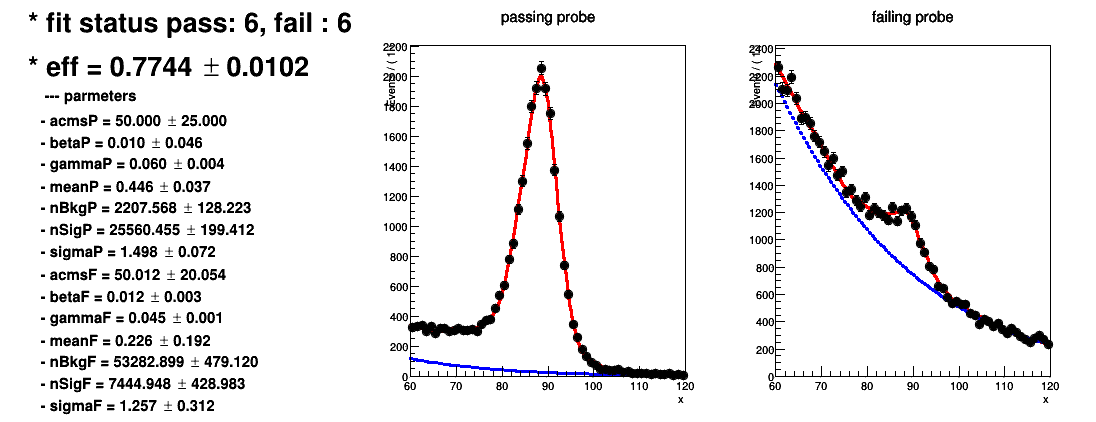 * fit status pass: 6, fail : 6
* eff = 0.7744 ± 0.0102
--- parmeters
- acmsP = 50.000 ± 25.000
- betaP = 0.010 ± 0.046
- gammaP = 0.060 ± 0.004
- meanP = 0.446 ± 0.037
- nBkgP = 2207.568 ± 128.223
- nSigP = 25560.455 ± 199.412
- sigmaP = 1.498 ± 0.072
- acmsF = 50.012 ± 20.054
- betaF = 0.012 ± 0.003
- gammaF = 0.045 ± 0.001
- meanF = 0.226 ± 0.192
- nBkgF = 53282.899 ± 479.120
- nSigF = 7444.948 ± 428.983
- sigmaF = 1.257 ± 0.312
passing probe
2200
2000
1800
1600
1400
1200
1000
800
600
400
200
0
60 70 80 90 100 110 120
x
failing probe
2400
2200
2000
1800
1600
1400
1200
1000
800
600
400
200
0
60 70 80 90 100 110 120
x